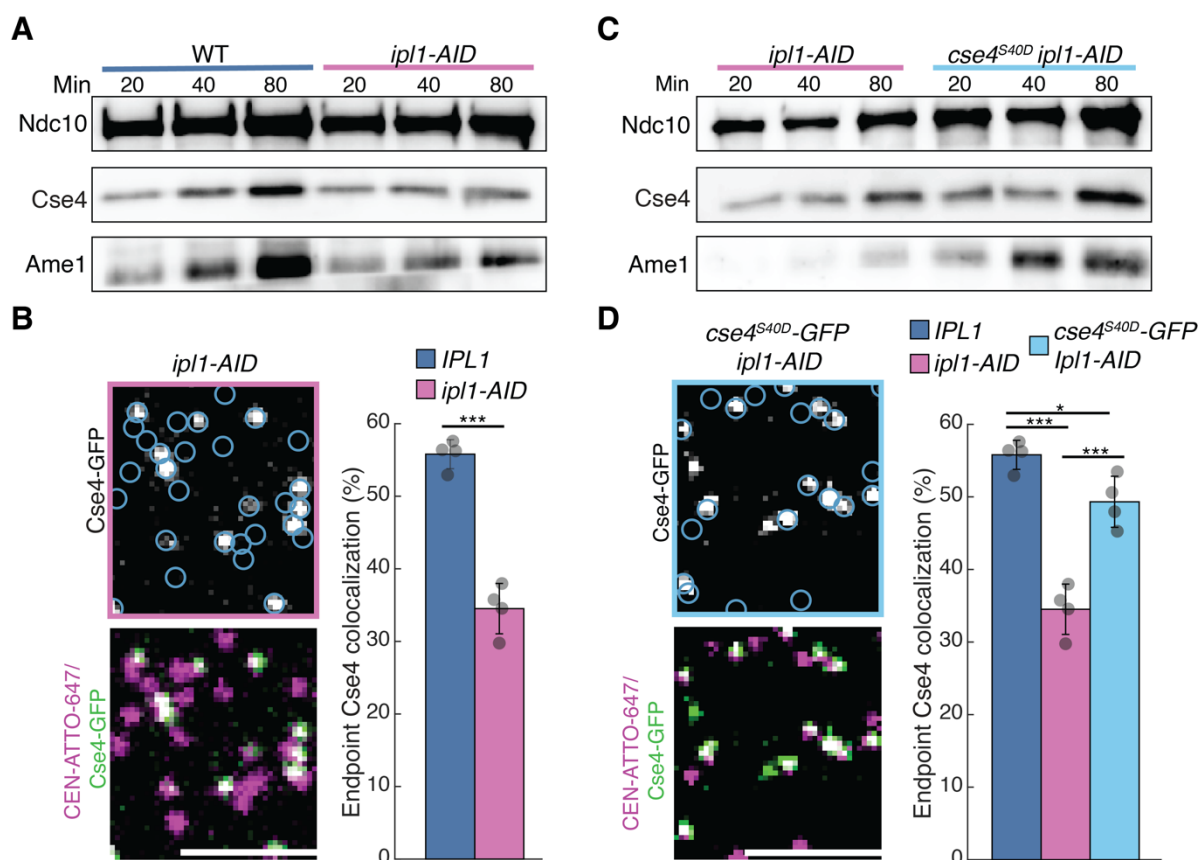 A
WT
ipl1-AID
Min
20
40
80
20
40
80
Ndc10
Cse4
Ame1
B
ipl1-AID
Cse4-GFP
CEN-ATTO-647/
Cse4-GFP
IPL1
ipl1-AID
***
Endpoint Cse4 colocalization (%)
60
50
40
30
20
10
0
C
ipl1-AID
cse4S40D ipl1-AID
Min
20
40
80
20
40
80
Ndc10
Cse4
Ame1
D
cse4S40D-GFP
ipl1-AID
Cse4-GFP
CEN-ATTO-647/
Cse4-GFP
IPL1
ipl1-AID
cse4S40D-GFP
Ipl1-AID
*
***
***
Endpoint Cse4 colocalization (%)
60
50
40
30
20
10
0